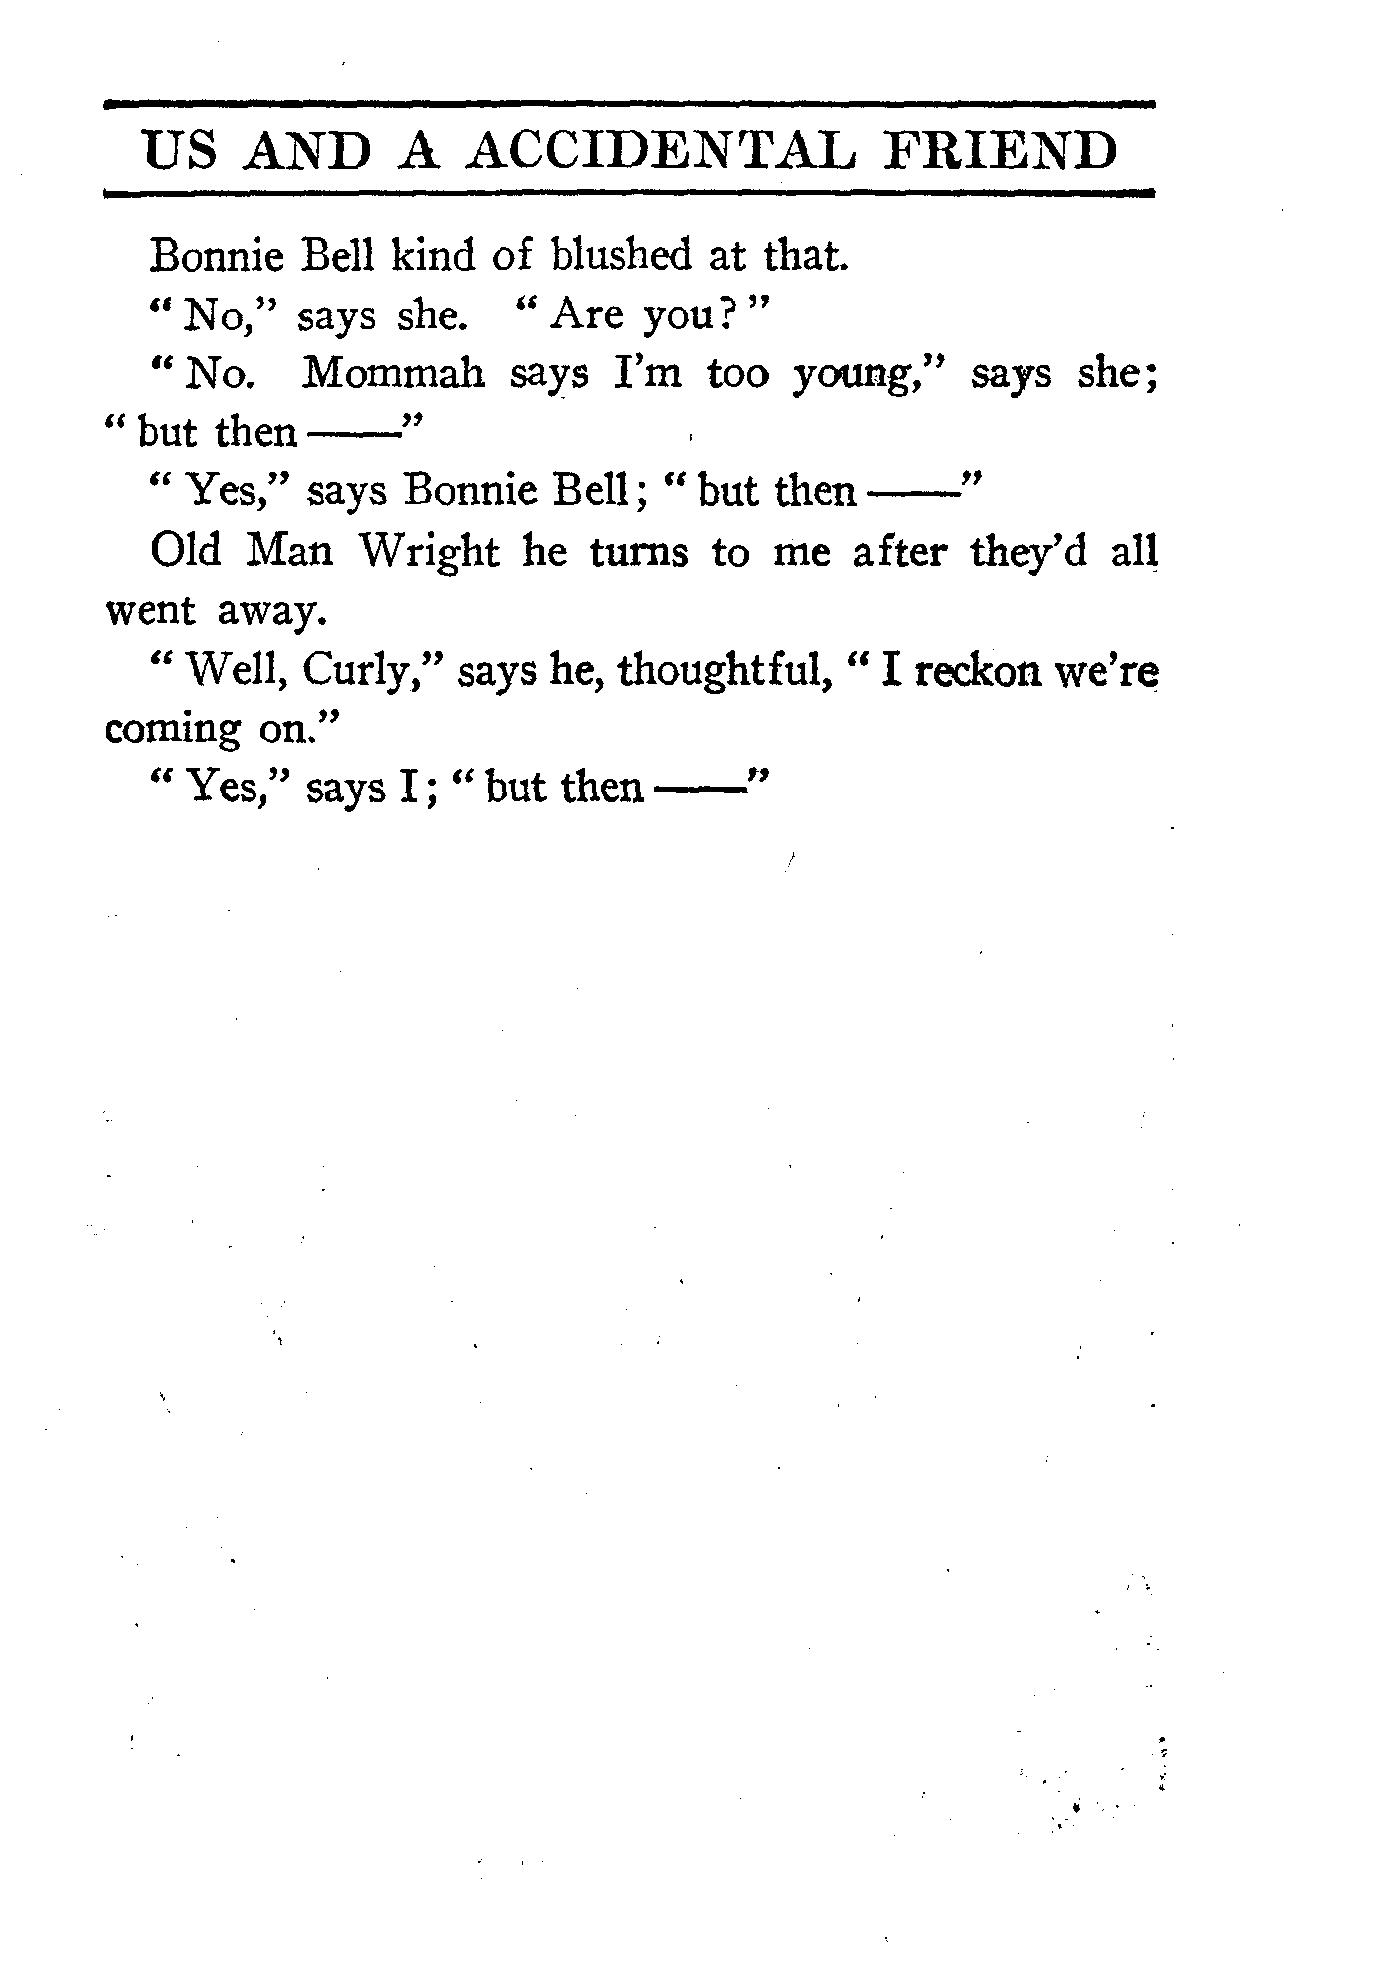 US AND A ACCIDENTAL FRIEND
Bonnie Bell kind of blushed at that.
“No,” says she. “Are you?”
“No. Mommah says I’m too young,” says she;
“but then——”
“Yes,” says Bonnie Bell; “but then——”
Old Man Wright he turns to me after they’d all
went away.
“Well, Curly,” says he, thoughtful, “I reckon we’re
coming on.”
“Yes,” says I; “but then——”